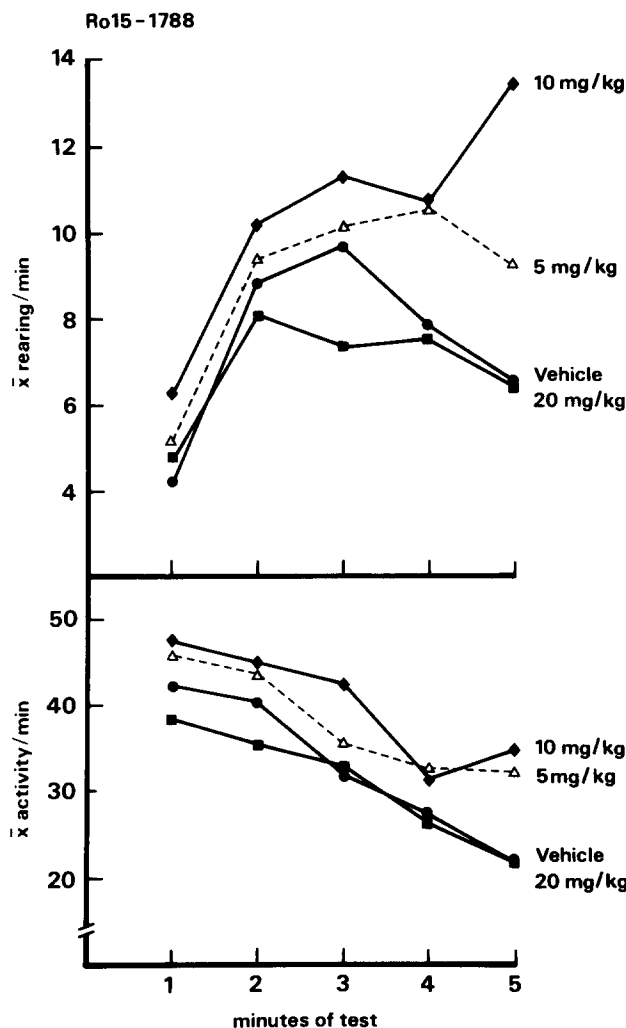 Ro15-1788
14
12
10
8
6
4
x̄ rearing/min
10 mg/kg
5 mg/kg
Vehicle
20 mg/kg
50
40
30
20
x̄ activity/min
10 mg/kg
5mg/kg
Vehicle
20 mg/kg
1 2 3 4 5
minutes of test